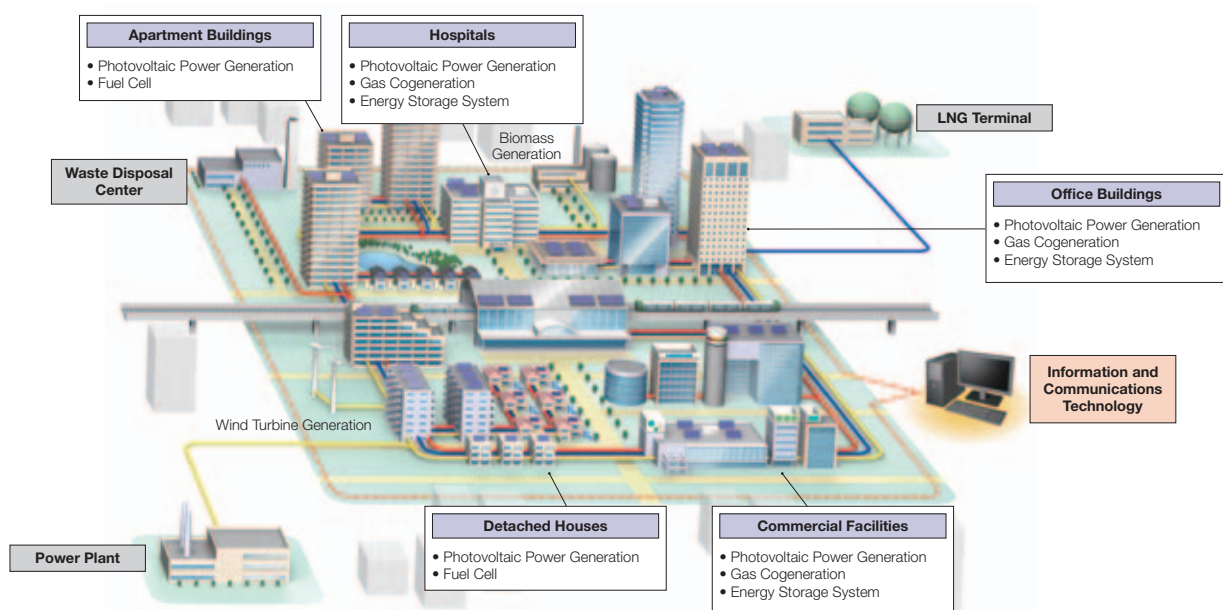 Apartment Buildings
• Photovoltaic Power Generation
• Fuel Cell
Hospitals
• Photovoltaic Power Generation
• Gas Cogeneration
• Energy Storage System
Biomass
Generation
LNG Terminal
Waste Disposal
Center
Office Buildings
• Photovoltaic Power Generation
• Gas Cogeneration
• Energy Storage System
Information and
Communications
Technology
Wind Turbine Generation
Power Plant
Detached Houses
• Photovoltaic Power Generation
• Fuel Cell
Commercial Facilities
• Photovoltaic Power Generation
• Gas Cogeneration
• Energy Storage System